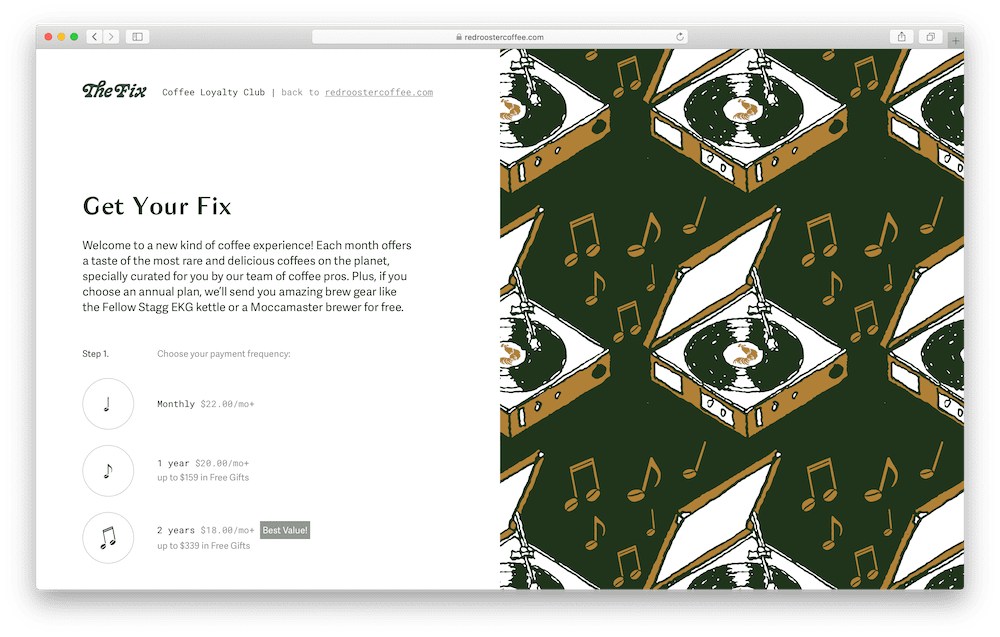 redroostercoffee.com
The Fix
Coffee Loyalty Club | back to redroostercoffee.com
Get Your Fix
Welcome to a new kind of coffee experience! Each month offers
a taste of the most rare and delicious coffees on the planet,
specially curated for you by our team of coffee pros. Plus, if you
choose an annual plan, we'll send you amazing brew gear like
the Fellow Stagg EKG kettle or a Moccamaster brewer for free.
Step 1. Choose your payment frequency:
Monthly $22.00/mo+
1 year $20.00/mo+
up to $159 in Free Gifts
2 years $18.00/mo+ Best Value!
up to $339 in Free Gifts